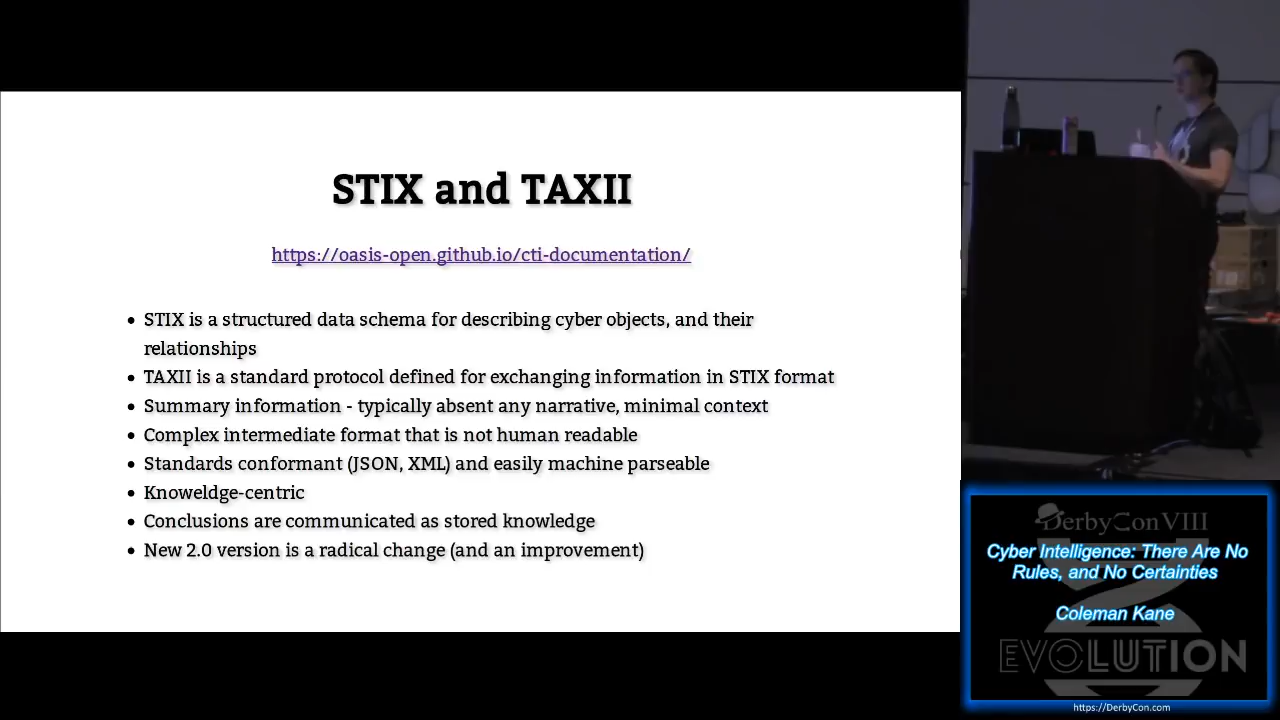 STIX and TAXII
https://oasis-open.github.io/cti-documentation/
• STIX is a structured data schema for describing cyber objects, and their
relationships
• TAXII is a standard protocol defined for exchanging information in STIX format
• Summary information - typically absent any narrative, minimal context
• Complex intermediate format that is not human readable
• Standards conformant (JSON, XML) and easily machine parseable
• Knoweldge-centric
• Conclusions are communicated as stored knowledge
• New 2.0 version is a radical change (and an improvement)
DerbyCon VIII
Cyber Intelligence: There Are No
Rules, and No Certainties
Coleman Kane
EVOLUTION
https://DerbyCon.com